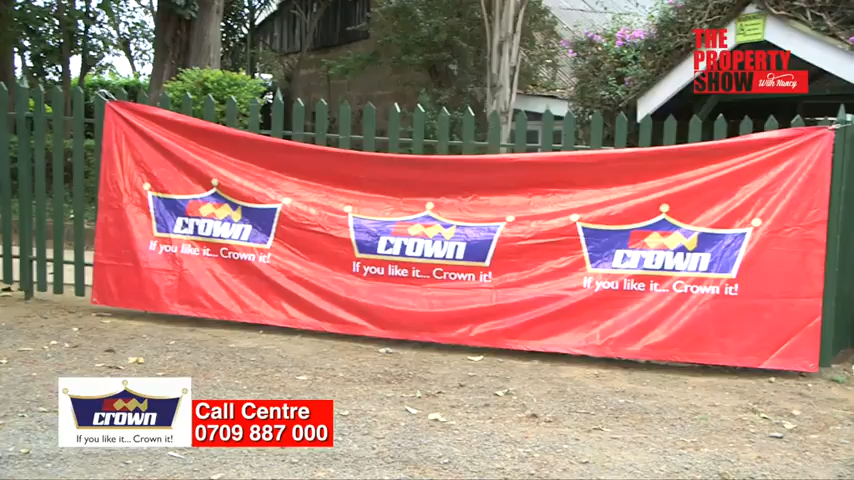 THE
PROPERTY
SHOW With Nancy
crown
If you like it... Crown it!
crown
If you like it... Crown it!
crown
If you like it... Crown it!
crown
If you like it... Crown it!
Call Centre
0709 887 000